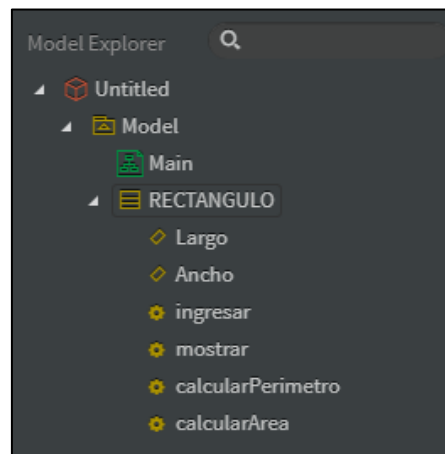 Model Explorer
Untitled
Model
Main
RECTANGULO
Largo
Ancho
ingresar
mostrar
calcularPerimetro
calcularArea